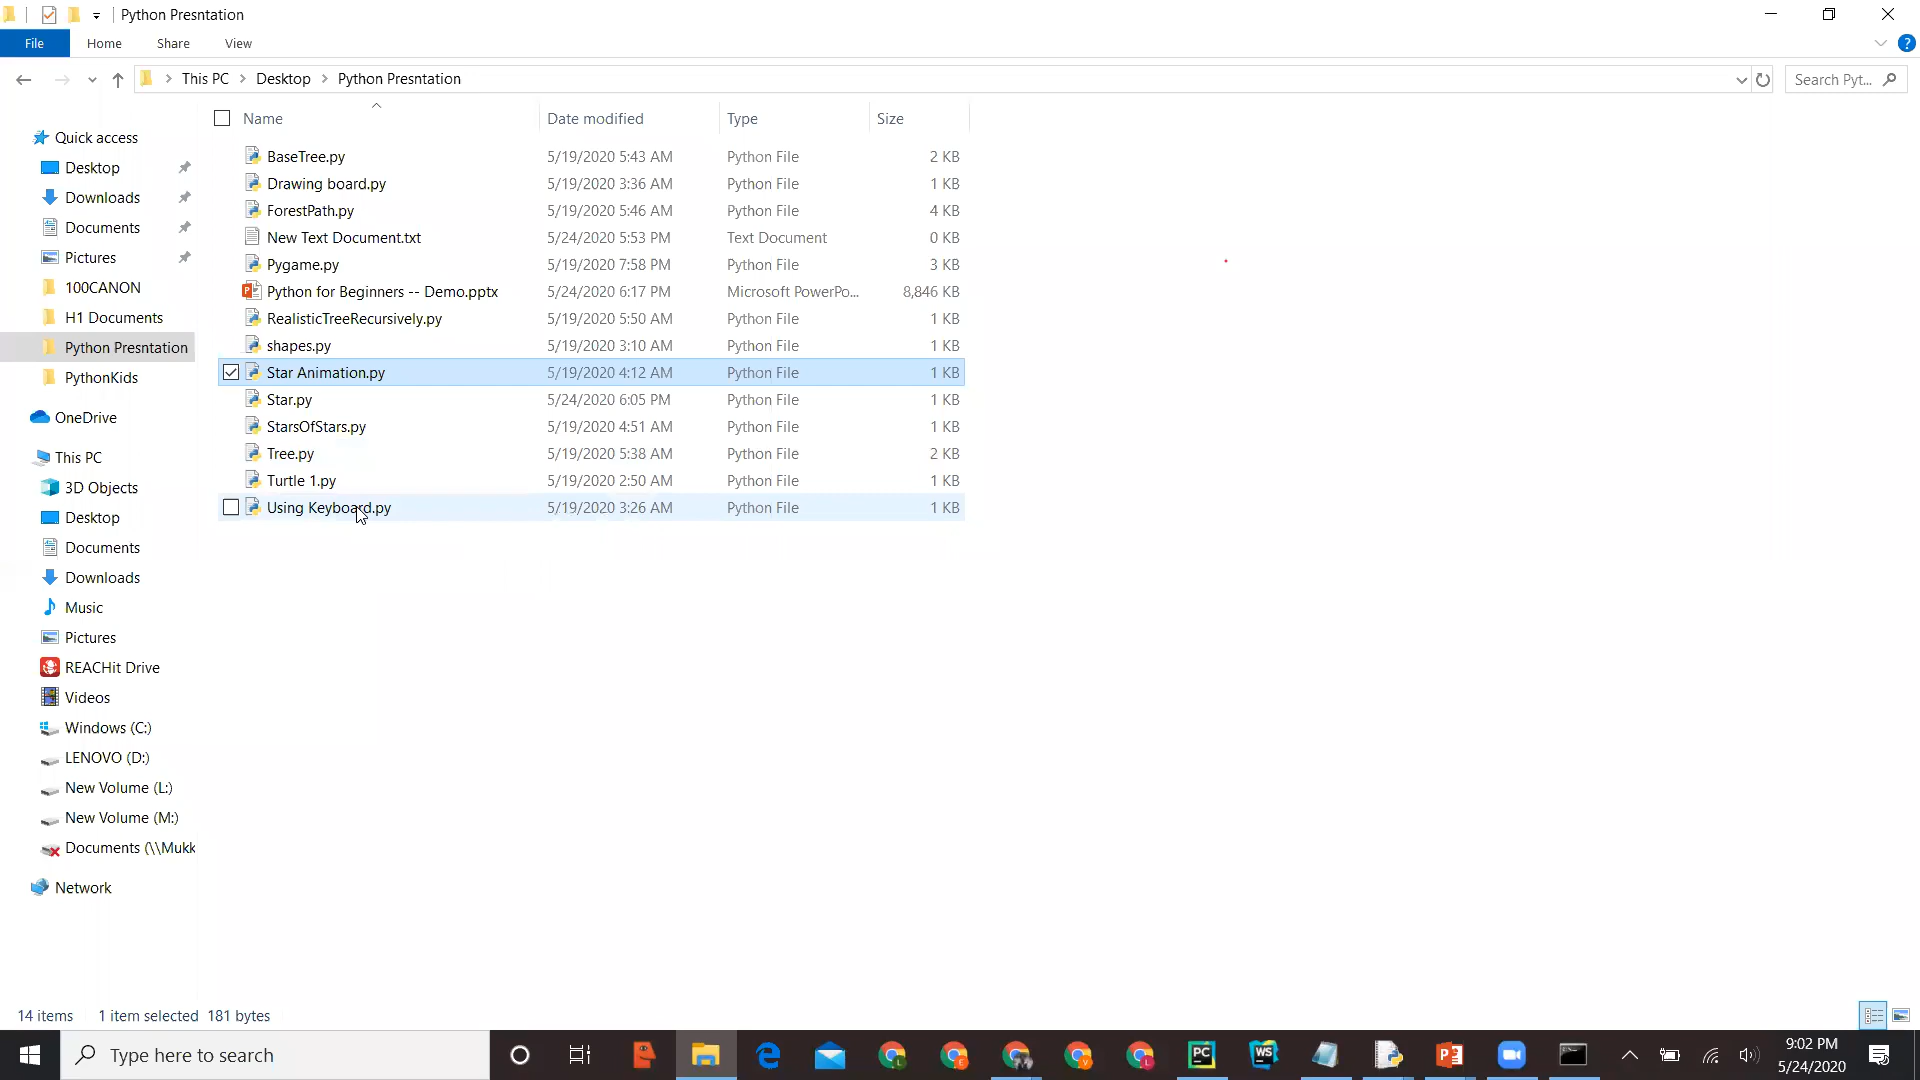 Python Presntation
File Home Share View
This PC Desktop Python Presntation Search Pyt...
Name Date modified Type Size
Quick access
Desktop
Downloads
Documents
Pictures
100CANON
H1 Documents
Python Presntation
PythonKids
OneDrive
This PC
3D Objects
Desktop
Documents
Downloads
Music
Pictures
REACHit Drive
Videos
Windows (C:)
LENOVO (D:)
New Volume (L:)
New Volume (M:)
Documents (\\Mukk
Network
BaseTree.py 5/19/2020 5:43 AM Python File 2 KB
Drawing board.py 5/19/2020 3:36 AM Python File 1 KB
ForestPath.py 5/19/2020 5:46 AM Python File 4 KB
New Text Document.txt 5/24/2020 5:53 PM Text Document 0 KB
Pygame.py 5/19/2020 7:58 PM Python File 3 KB
Python for Beginners -- Demo.pptx 5/24/2020 6:17 PM Microsoft PowerPo... 8,846 KB
RealisticTreeRecursively.py 5/19/2020 5:50 AM Python File 1 KB
shapes.py 5/19/2020 3:10 AM Python File 1 KB
Star Animation.py 5/19/2020 4:12 AM Python File 1 KB
Star.py 5/24/2020 6:05 PM Python File 1 KB
StarsOfStars.py 5/19/2020 4:51 AM Python File 1 KB
Tree.py 5/19/2020 5:38 AM Python File 2 KB
Turtle 1.py 5/19/2020 2:50 AM Python File 1 KB
Using Keyboard.py 5/19/2020 3:26 AM Python File 1 KB
14 items 1 item selected 181 bytes
Type here to search
PC
WS
9:02 PM
5/24/2020